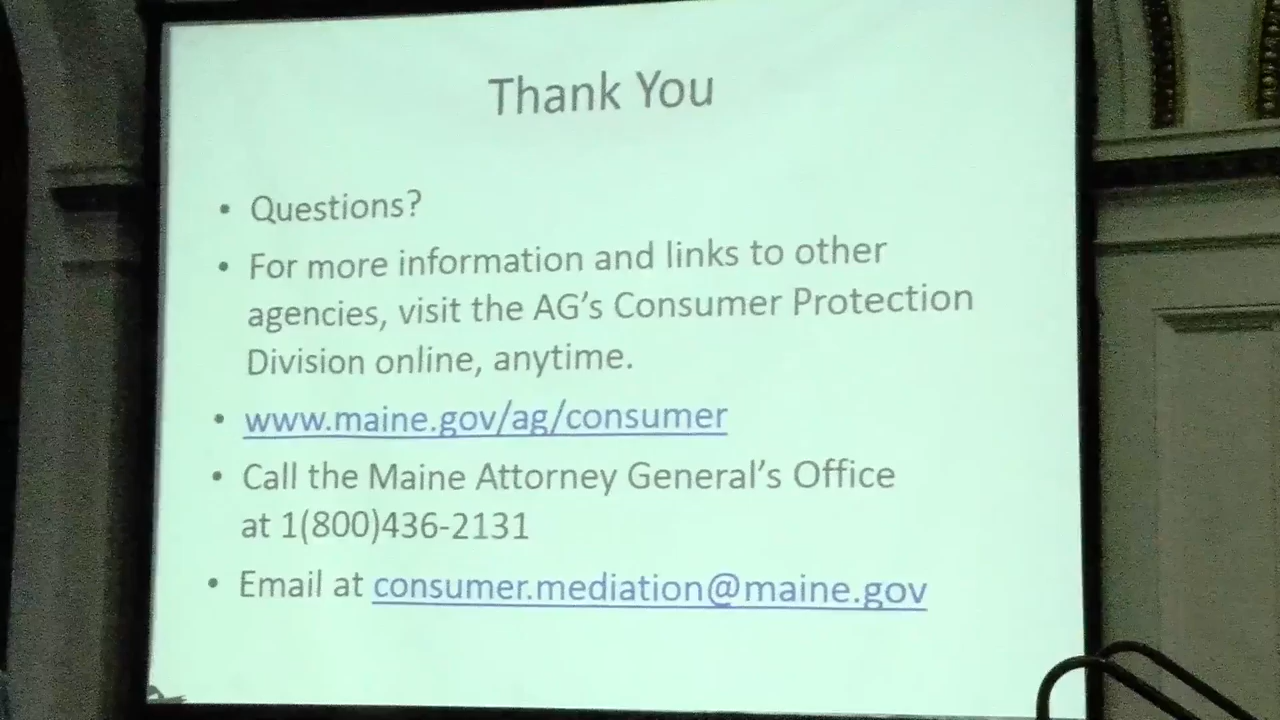 Thank You
• Questions?
• For more information and links to other
agencies, visit the AG's Consumer Protection
Division online, anytime.
• www.maine.gov/ag/consumer
• Call the Maine Attorney General's Office
at 1(800)436-2131
• Email at consumer.mediation@maine.gov